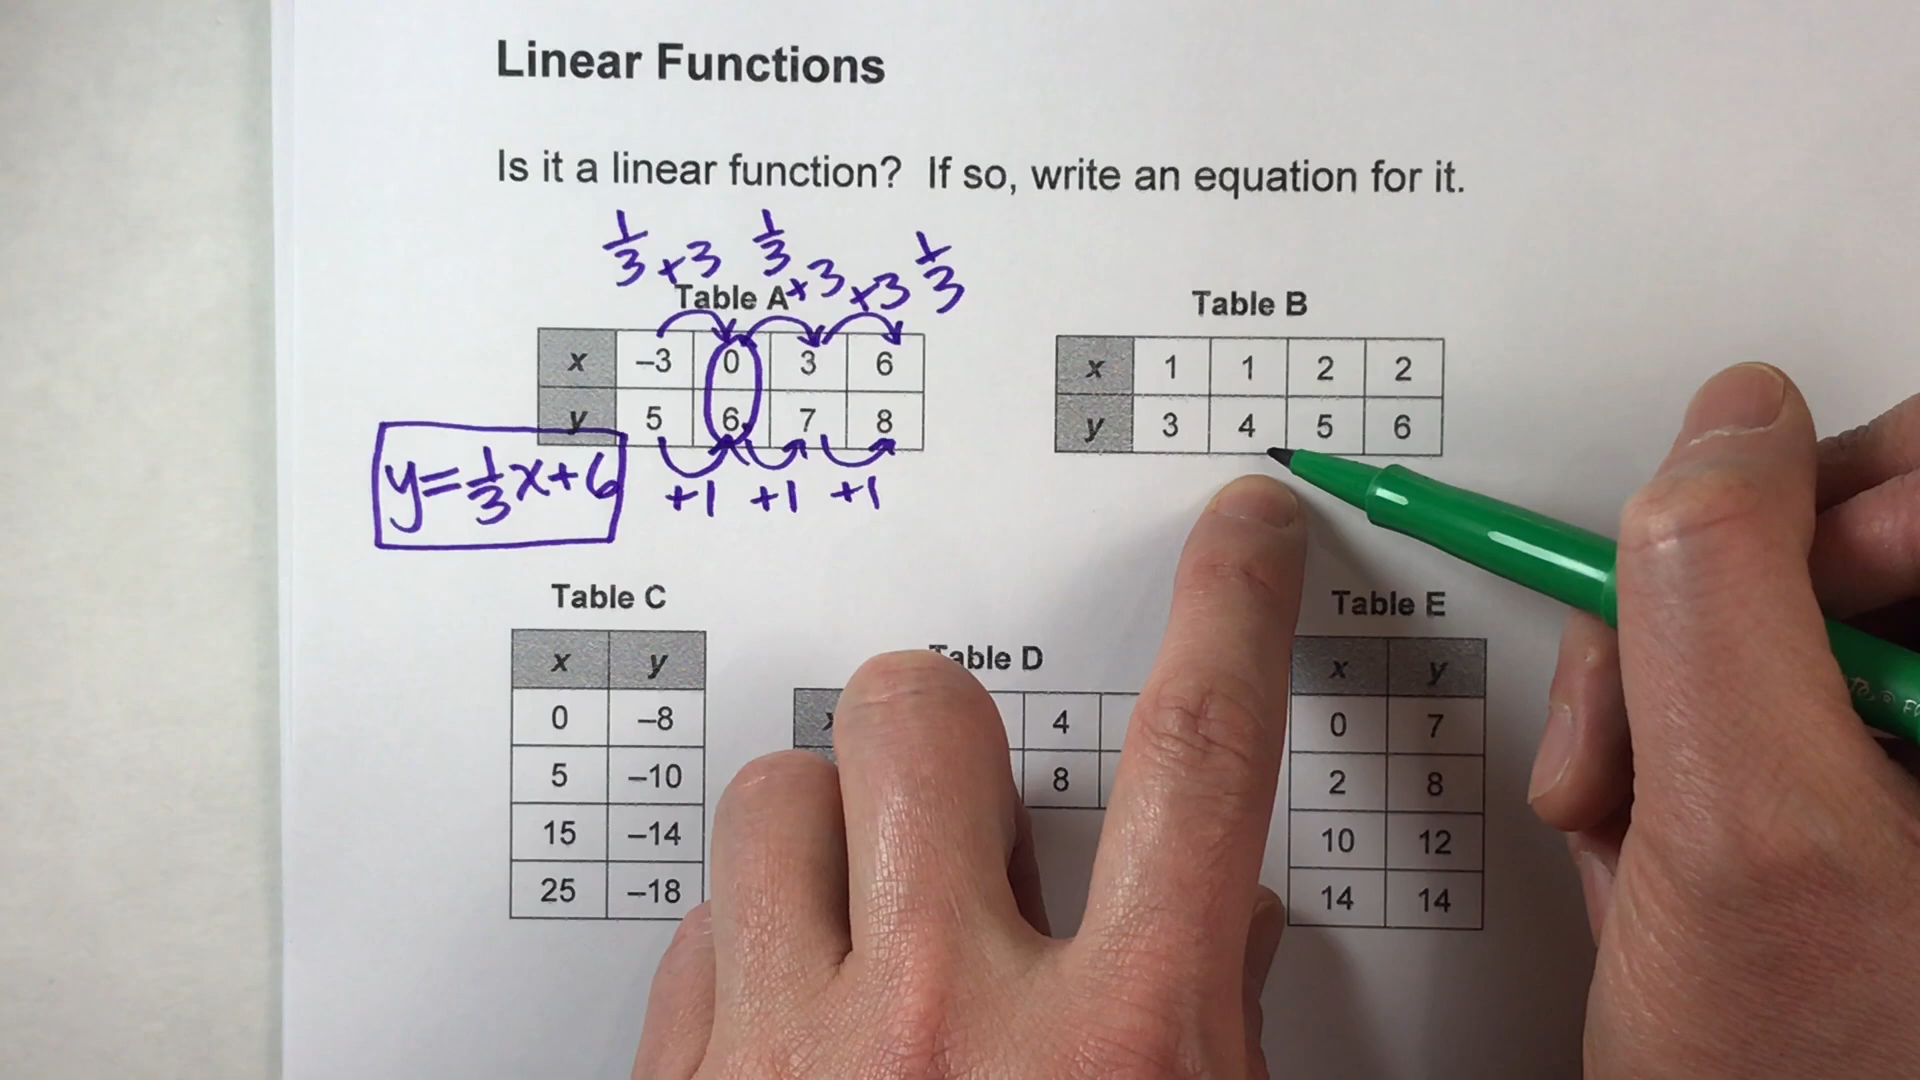 Linear Functions
Is it a linear function? If so, write an equation for it.
1/3 +3 1/3 +3 +3 1/3
Table A
x –3 0 3 6
y 5 6 7 8
+1 +1 +1
y=1/3x+6
Table B
x 1 1 2 2
y 3 4 5 6
Table C
x y
0 –8
5 –10
15 –14
25 –18
Table D
4
8
Table E
x y
0 7
2 8
10 12
14 14